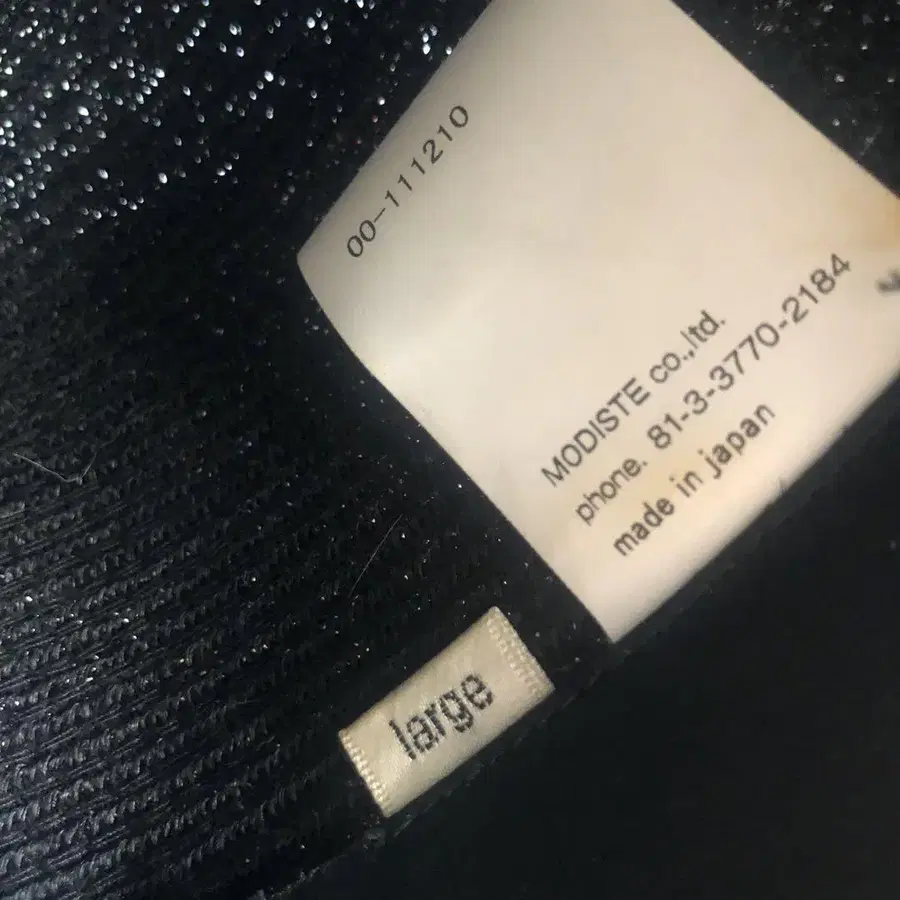 00-111210
MODISTE co.,ltd.
phone. 81-3-3770-2184
made in japan
large